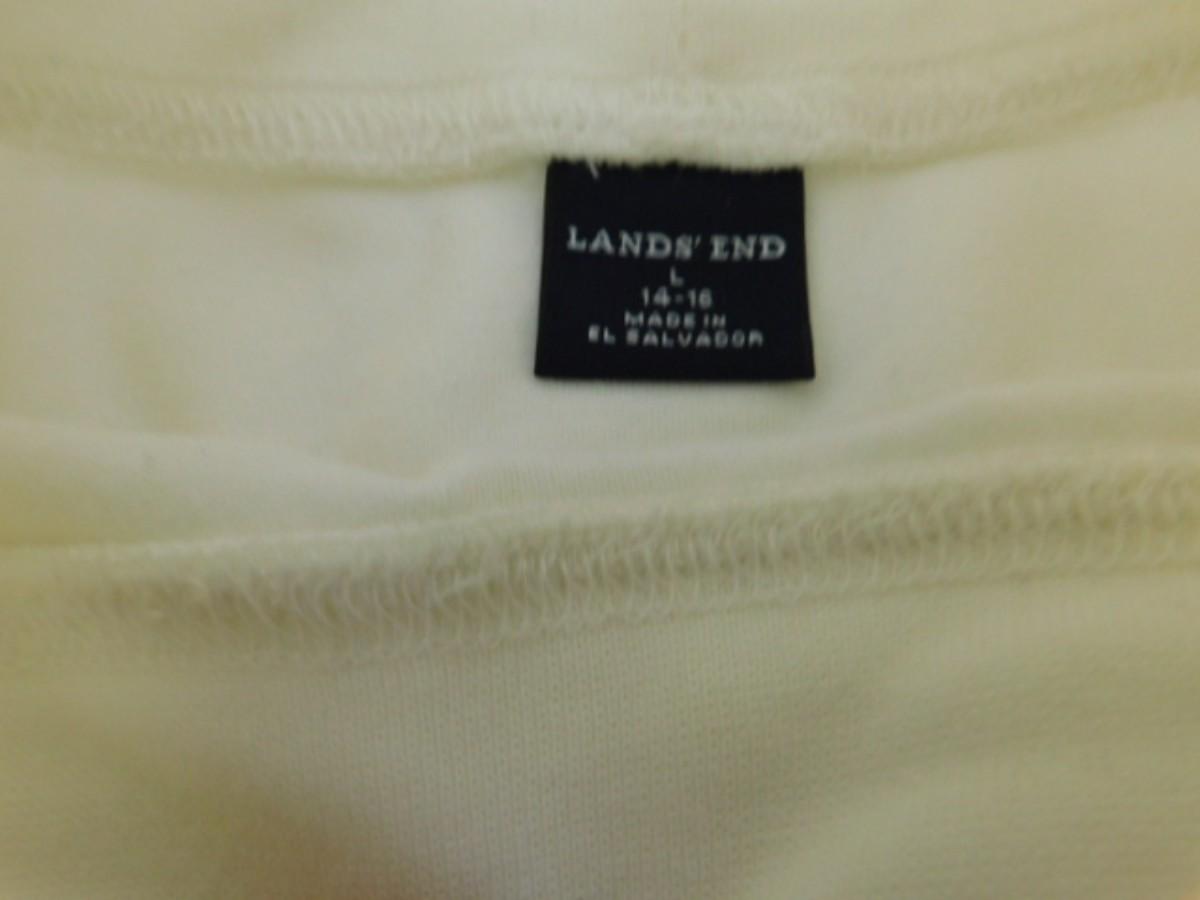 LANDS' END
L
14-16
MADE IN
EL SALVADOR